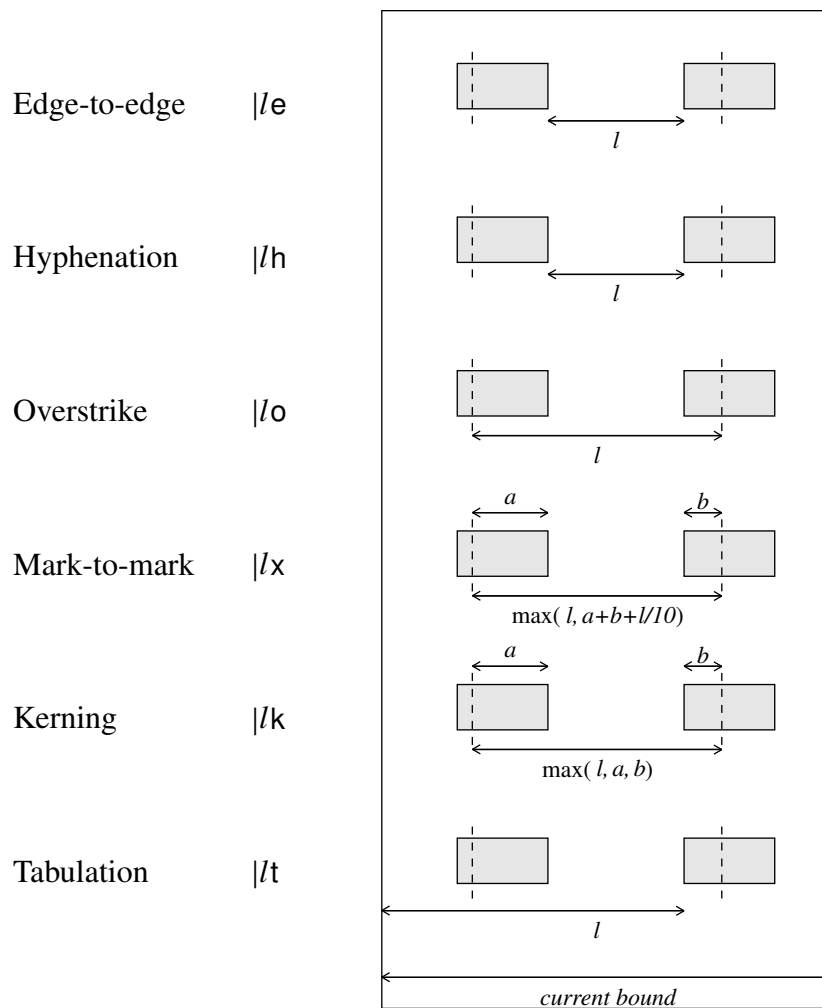 Edge-to-edge |le
l
Hyphenation |lh
l
Overstrike |lo
l
a b
Mark-to-mark |lx
max( l, a+b+l/10)
a b
Kerning |lk
max( l, a, b)
Tabulation |lt
l
current bound